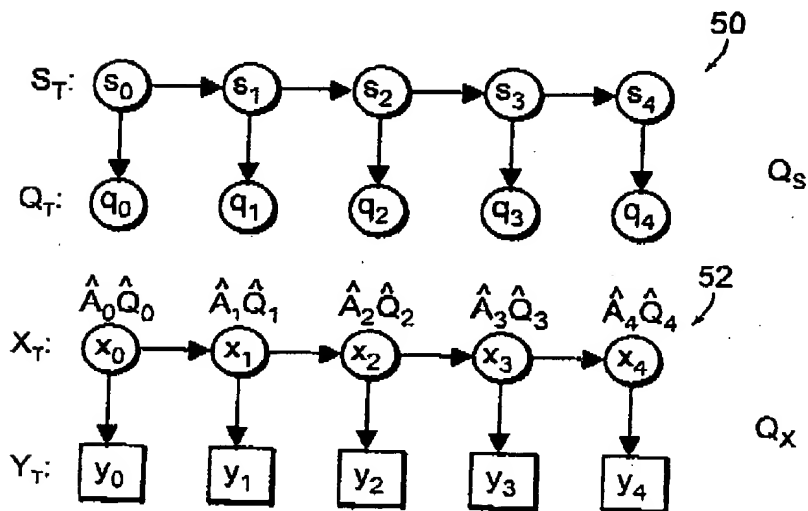 50
S_T: s_0 s_1 s_2 s_3 s_4
Q_T: q_0 q_1 q_2 q_3 q_4 Q_S
52
Â_0Q̂_0 Â_1Q̂_1 Â_2Q̂_2 Â_3Q̂_3 Â_4Q̂_4
X_T: x_0 x_1 x_2 x_3 x_4
Q_X
Y_T: y_0 y_1 y_2 y_3 y_4